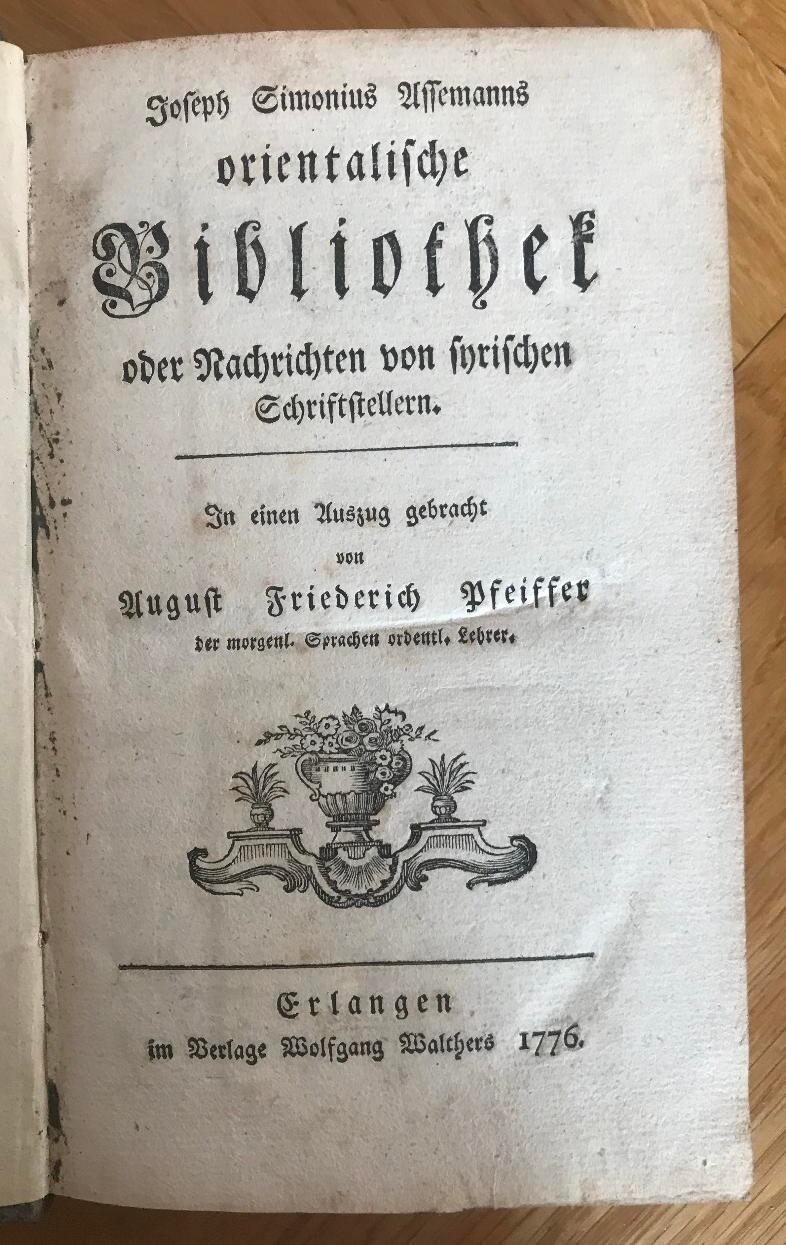 Joseph Simonius Assemanns
orientalische
Bibliothek
oder Nachrichten von syrischen
Schriftstellern.
In einen Auszug gebracht
von
August Friederich Pfeiffer
der morgenl. Sprachen ordentl. Lehrer.
Erlangen
im Verlage Wolfgang Walthers 1776.